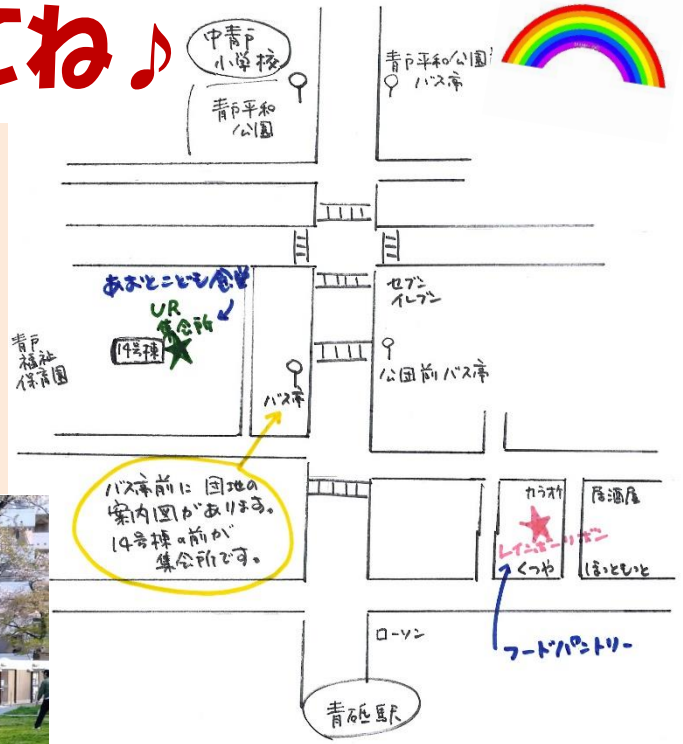 てね♪
中青戸
小学校
青戸平和公園
バス停
青戸平和
公園
あおとこども食堂
UR
集会所
14号棟
青戸
福祉
保育園
セブン
イレブン
公団前バス停
バス停
バス停前に団地の
案内図があります。
14号棟の前が
集会所です。
カラオケ
居酒屋
レインボーリボン
くつや
ほっともっと
フードパントリー
ローソン
青砥駅